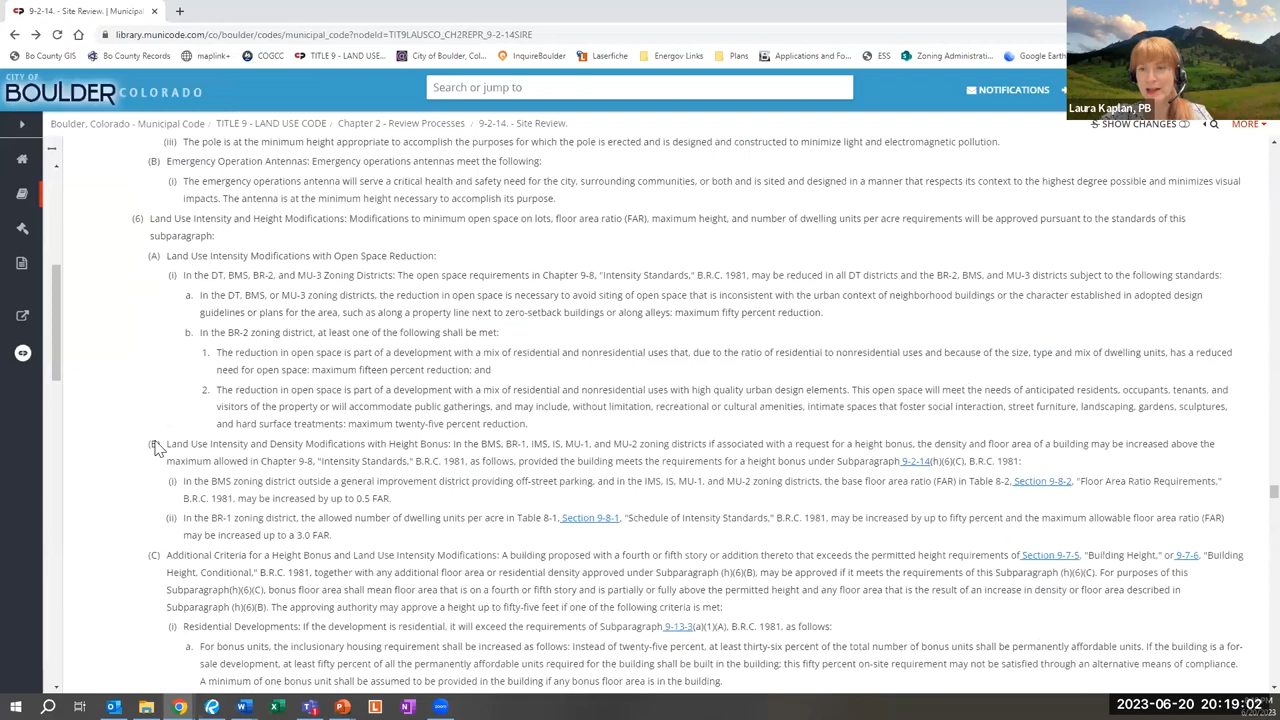 9-2-14. - Site Review. | Municipal
library.municode.com/co/boulder/codes/municipal_code?nodeId=TIT9LAUSCO_CH2REPR_9-2-14SIRE
Bo County GIS
Bo County Records
maplink+
COGCC
TITLE 9 - LAND USE...
City of Boulder, Col...
InquireBoulder
Laserfiche
Energov Links
Plans
Applications and Fo...
ESS
Zoning Administrati...
Google Earth
Laura Kaplan, PB
CITY OF
BOULDER COLORADO
Search or jump to
NOTIFICATIONS
Boulder, Colorado - Municipal Code / TITLE 9 - LAND USE CODE / Chapter 2 - Review Processes / 9-2-14. - Site Review.
SHOW CHANGES
MORE
(iii) The pole is at the minimum height appropriate to accomplish the purposes for which the pole is erected and is designed and constructed to minimize light and electromagnetic pollution.
(B) Emergency Operation Antennas: Emergency operations antennas meet the following:
(i) The emergency operations antenna will serve a critical health and safety need for the city, surrounding communities, or both and is sited and designed in a manner that respects its context to the highest degree possible and minimizes visual
impacts. The antenna is at the minimum height necessary to accomplish its purpose.
(6) Land Use Intensity and Height Modifications: Modifications to minimum open space on lots, floor area ratio (FAR), maximum height, and number of dwelling units per acre requirements will be approved pursuant to the standards of this
subparagraph:
(A) Land Use Intensity Modifications with Open Space Reduction:
(i) In the DT, BMS, BR-2, and MU-3 Zoning Districts: The open space requirements in Chapter 9-8, "Intensity Standards," B.R.C. 1981, may be reduced in all DT districts and the BR-2, BMS, and MU-3 districts subject to the following standards:
a. In the DT, BMS, or MU-3 zoning districts, the reduction in open space is necessary to avoid siting of open space that is inconsistent with the urban context of neighborhood buildings or the character established in adopted design
guidelines or plans for the area, such as along a property line next to zero-setback buildings or along alleys: maximum fifty percent reduction.
b. In the BR-2 zoning district, at least one of the following shall be met:
1. The reduction in open space is part of a development with a mix of residential and nonresidential uses that, due to the ratio of residential to nonresidential uses and because of the size, type and mix of dwelling units, has a reduced
need for open space: maximum fifteen percent reduction; and
2. The reduction in open space is part of a development with a mix of residential and nonresidential uses with high quality urban design elements. This open space will meet the needs of anticipated residents, occupants, tenants, and
visitors of the property or will accommodate public gatherings, and may include, without limitation, recreational or cultural amenities, intimate spaces that foster social interaction, street furniture, landscaping, gardens, sculptures,
and hard surface treatments: maximum twenty-five percent reduction.
Land Use Intensity and Density Modifications with Height Bonus: In the BMS, BR-1, IMS, IS, MU-1, and MU-2 zoning districts if associated with a request for a height bonus, the density and floor area of a building may be increased above the
maximum allowed in Chapter 9-8, "Intensity Standards," B.R.C. 1981, as follows, provided the building meets the requirements for a height bonus under Subparagraph 9-2-14(h)(6)(C), B.R.C. 1981:
(i) In the BMS zoning district outside a general improvement district providing off-street parking, and in the IMS, IS, MU-1, and MU-2 zoning districts, the base floor area ratio (FAR) in Table 8-2, Section 9-8-2, "Floor Area Ratio Requirements,"
B.R.C. 1981, may be increased by up to 0.5 FAR.
(ii) In the BR-1 zoning district, the allowed number of dwelling units per acre in Table 8-1, Section 9-8-1, "Schedule of Intensity Standards," B.R.C. 1981, may be increased by up to fifty percent and the maximum allowable floor area ratio (FAR)
may be increased up to a 3.0 FAR.
(C) Additional Criteria for a Height Bonus and Land Use Intensity Modifications: A building proposed with a fourth or fifth story or addition thereto that exceeds the permitted height requirements of Section 9-7-5, "Building Height," or 9-7-6, "Building
Height, Conditional," B.R.C. 1981, together with any additional floor area or residential density approved under Subparagraph (h)(6)(B), may be approved if it meets the requirements of this Subparagraph (h)(6)(C). For purposes of this
Subparagraph(h)(6)(C), bonus floor area shall mean floor area that is on a fourth or fifth story and is partially or fully above the permitted height and any floor area that is the result of an increase in density or floor area described in
Subparagraph (h)(6)(B). The approving authority may approve a height up to fifty-five feet if one of the following criteria is met:
(i) Residential Developments: If the development is residential, it will exceed the requirements of Subparagraph 9-13-3(a)(1)(A), B.R.C. 1981, as follows:
a. For bonus units, the inclusionary housing requirement shall be increased as follows: Instead of twenty-five percent, at least thirty-six percent of the total number of bonus units shall be permanently affordable units. If the building is a for-
sale development, at least fifty percent of all the permanently affordable units required for the building shall be built in the building; this fifty percent on-site requirement may not be satisfied through an alternative means of compliance.
A minimum of one bonus unit shall be assumed to be provided in the building if any bonus floor area is in the building.
2023-06-20 20:19:02